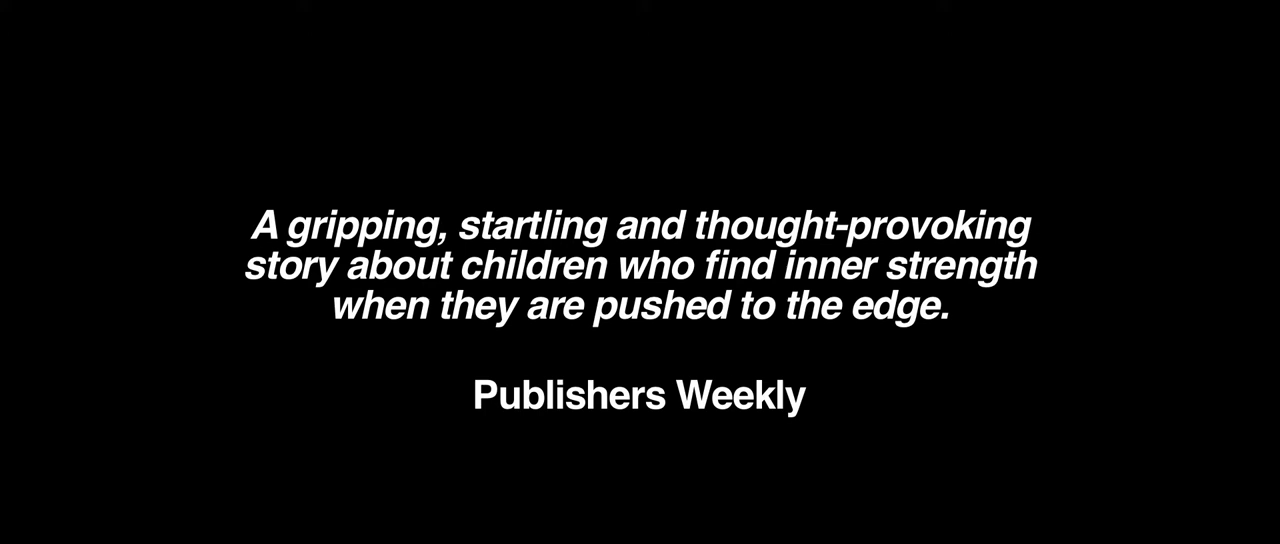 A gripping, startling and thought-provoking
story about children who find inner strength
when they are pushed to the edge.
Publishers Weekly